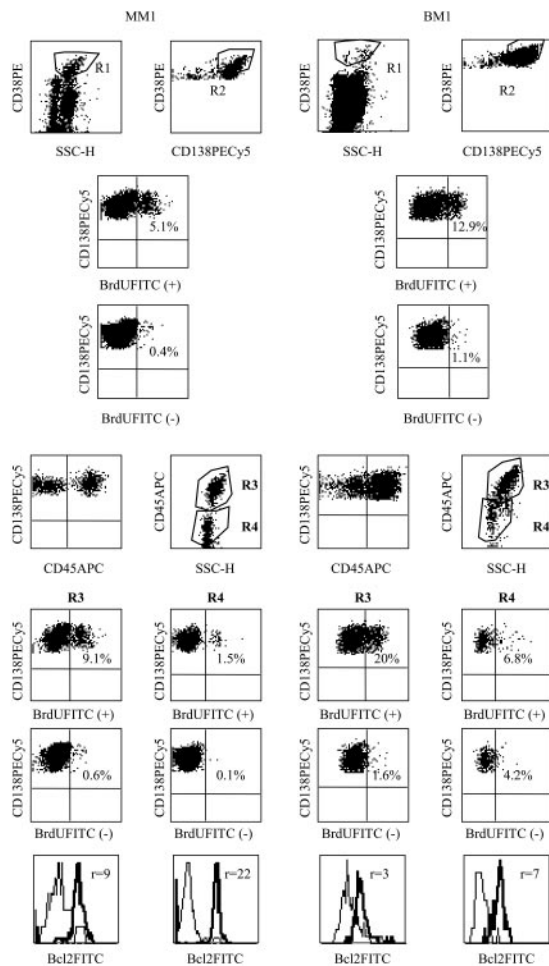 MM1 BM1
CD38PE CD38PE CD38PE CD38PE
R1 R2 R1 R2
SSC-H CD138PECy5 SSC-H CD138PECy5
CD138PECy5 CD138PECy5
5.1% 12.9%
BrdUFITC (+) BrdUFITC (+)
CD138PECy5 CD138PECy5
0.4% 1.1%
BrdUFITC (-) BrdUFITC (-)
CD138PECy5 CD45APC CD138PECy5 CD45APC
R3 R3
R4 R4
CD45APC SSC-H CD45APC SSC-H
R3 R4 R3 R4
CD138PECy5 CD138PECy5 CD138PECy5 CD138PECy5
9.1% 1.5% 20% 6.8%
BrdUFITC (+) BrdUFITC (+) BrdUFITC (+) BrdUFITC (+)
CD138PECy5 CD138PECy5 CD138PECy5 CD138PECy5
0.6% 0.1% 1.6% 4.2%
BrdUFITC (-) BrdUFITC (-) BrdUFITC (-) BrdUFITC (-)
r=9 r=22 r=3 r=7
Bcl2FITC Bcl2FITC Bcl2FITC Bcl2FITC